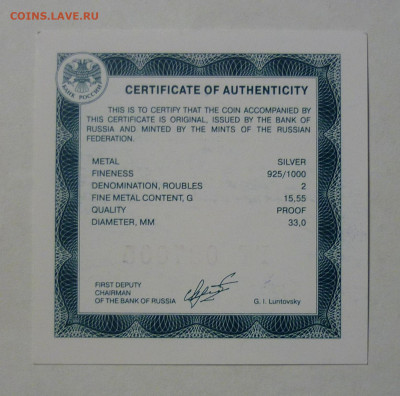 COINS.LAVE.RU
БАНК РОССИИ
CERTIFICATE OF AUTHENTICITY
THIS IS TO CERTIFY THAT THE COIN ACCOMPANIED BY
THIS CERTIFICATE IS ORIGINAL, ISSUED BY THE BANK OF
RUSSIA AND MINTED BY THE MINTS OF THE RUSSIAN
FEDERATION.
METAL SILVER
FINENESS 925/1000
DENOMINATION, ROUBLES 2
FINE METAL CONTENT, G 15,55
QUALITY PROOF
DIAMETER, MM 33,0
FIRST DEPUTY
CHAIRMAN
OF THE BANK OF RUSSIA G. I. Luntovsky